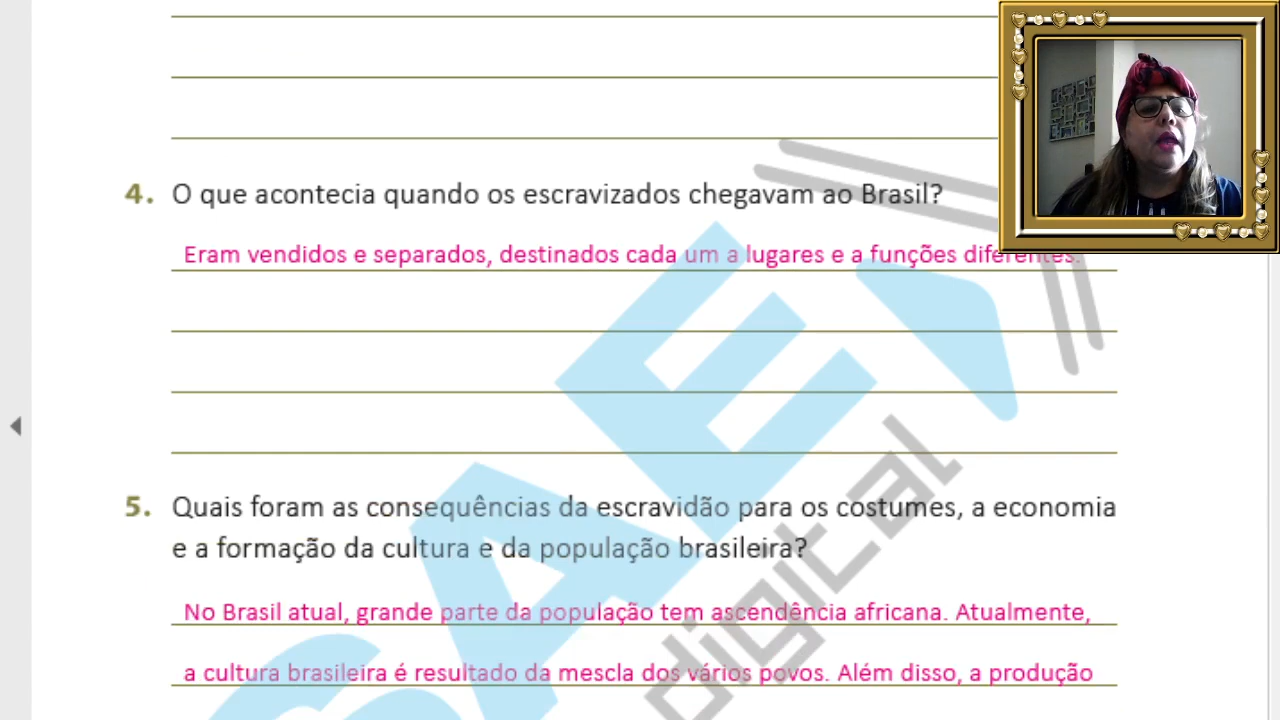 4. O que acontecia quando os escravizados chegavam ao Brasil?
Eram vendidos e separados, destinados cada um a lugares e a funções diferentes.
5. Quais foram as consequências da escravidão para os costumes, a economia
e a formação da cultura e da população brasileira?
No Brasil atual, grande parte da população tem ascendência africana. Atualmente,
a cultura brasileira é resultado da mescla dos vários povos. Além disso, a produção
SAE
digital